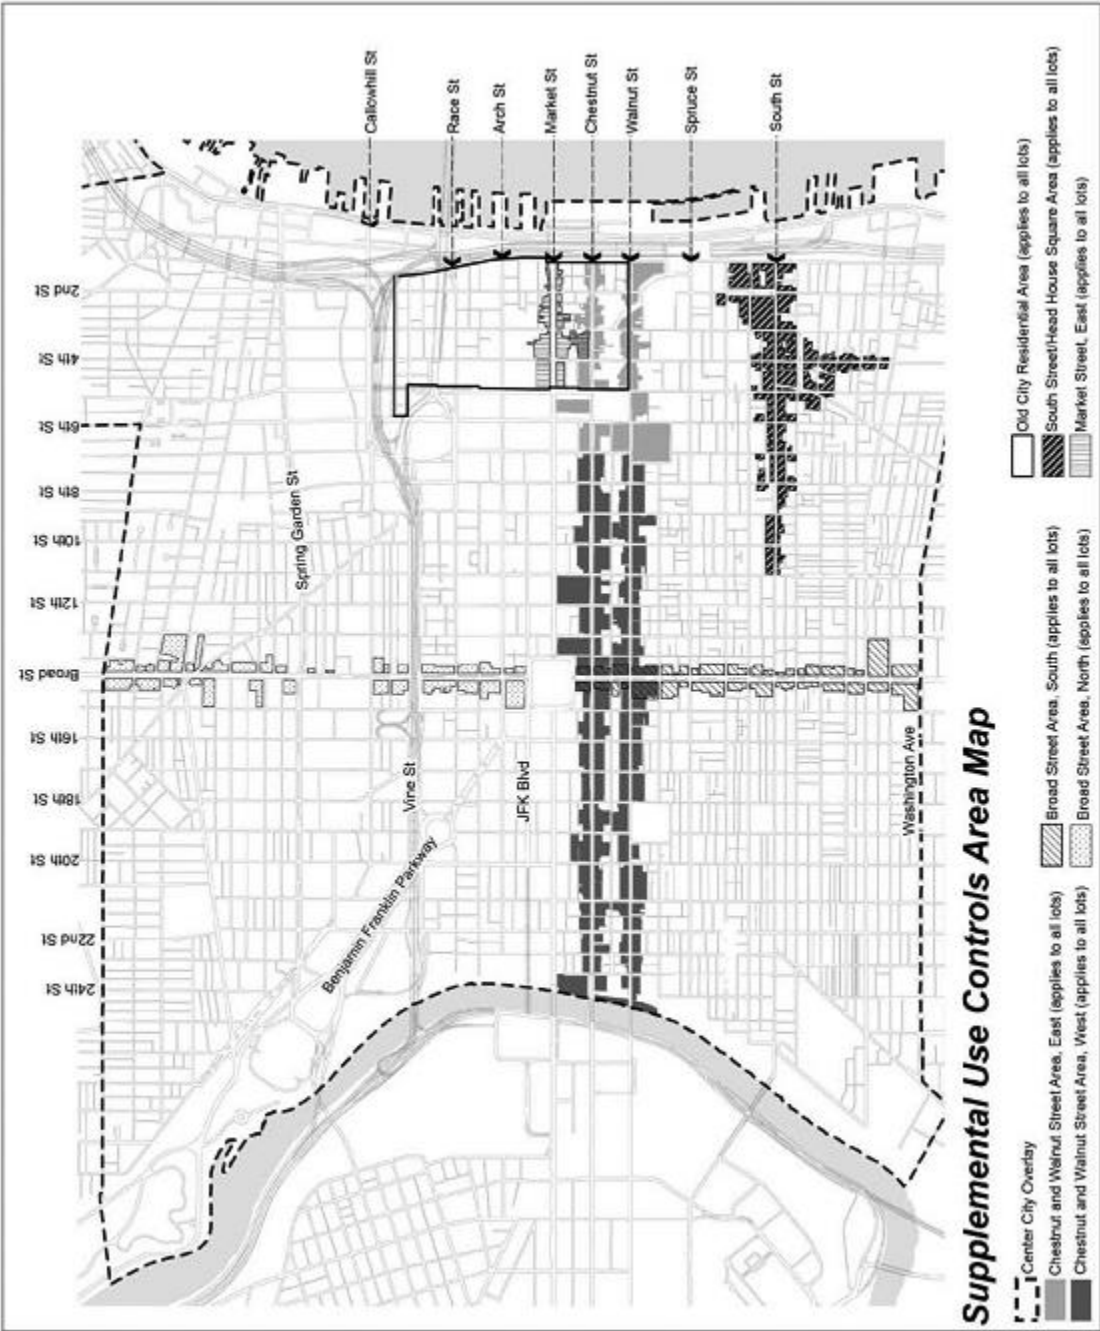 Callowhill St
Race St
Arch St
Market St
Chestnut St
Walnut St
Spruce St
South St
2nd St
4th St
6th St
8th St
10th St
12th St
Broad St
16th St
18th St
20th St
22nd St
24th St
Spring Garden St
Vine St
JFK Blvd
Benjamin Franklin Parkway
Washington Ave
Supplemental Use Controls Area Map
Center City Overlay
Chestnut and Walnut Street Area, East (applies to all lots)
Chestnut and Walnut Street Area, West (applies to all lots)
Broad Street Area, South (applies to all lots)
Broad Street Area, North (applies to all lots)
Old City Residential Area (applies to all lots)
South Street/Head House Square Area (applies to all lots)
Market Street, East (applies to all lots)